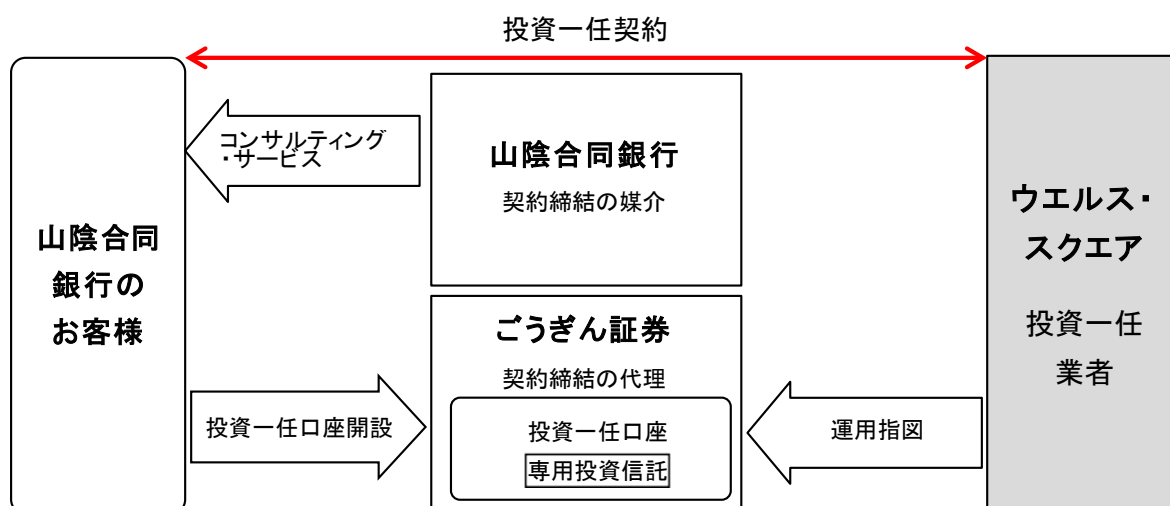 投資一任契約
コンサルティング
・サービス
山陰合同銀行
契約締結の媒介
山陰合同
銀行の
お客様
ウエルス・
スクエア
投資一任
業者
ごうぎん証券
契約締結の代理
投資一任口座開設
投資一任口座
専用投資信託
運用指図